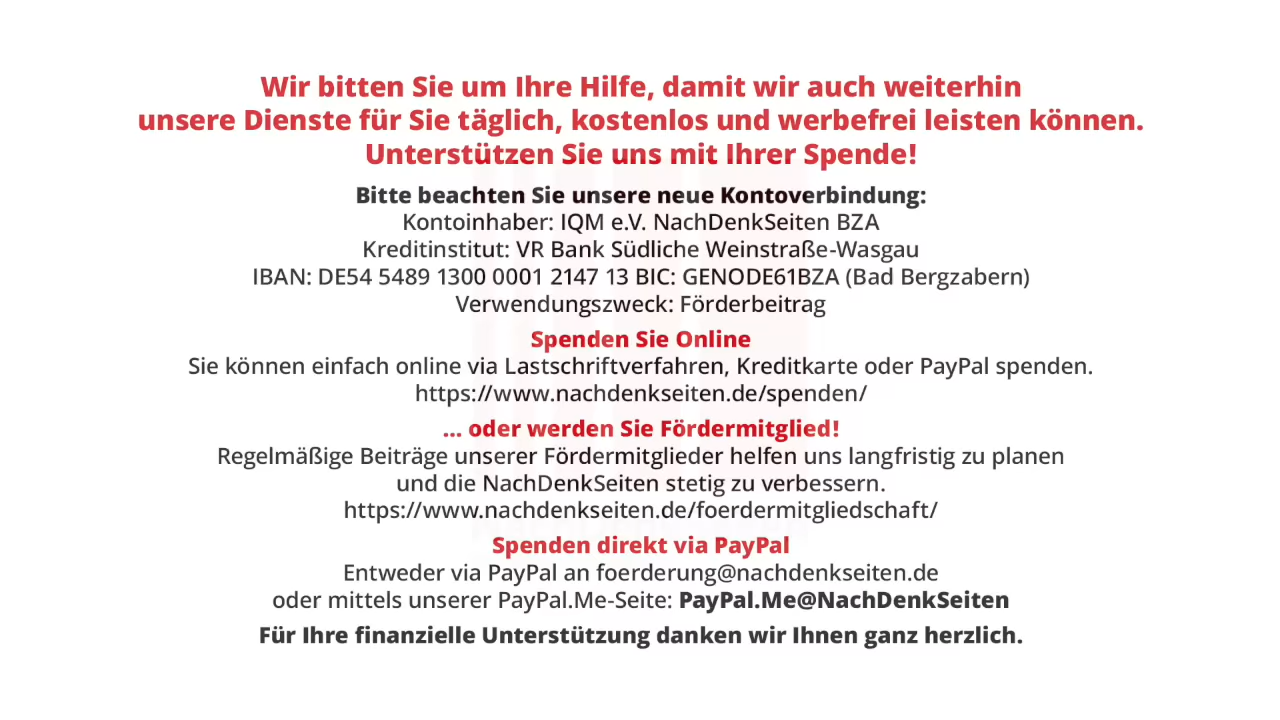 Wir bitten Sie um Ihre Hilfe, damit wir auch weiterhin
unsere Dienste für Sie täglich, kostenlos und werbefrei leisten können.
Unterstützen Sie uns mit Ihrer Spende!
Bitte beachten Sie unsere neue Kontoverbindung:
Kontoinhaber: IQM e.V. NachDenkSeiten BZA
Kreditinstitut: VR Bank Südliche Weinstraße-Wasgau
IBAN: DE54 5489 1300 0001 2147 13 BIC: GENODE61BZA (Bad Bergzabern)
Verwendungszweck: Förderbeitrag
Spenden Sie Online
Sie können einfach online via Lastschriftverfahren, Kreditkarte oder PayPal spenden.
https://www.nachdenkseiten.de/spenden/
... oder werden Sie Fördermitglied!
Regelmäßige Beiträge unserer Fördermitglieder helfen uns langfristig zu planen
und die NachDenkSeiten stetig zu verbessern.
https://www.nachdenkseiten.de/foerdermitgliedschaft/
Spenden direkt via PayPal
Entweder via PayPal an foerderung@nachdenkseiten.de
oder mittels unserer PayPal.Me-Seite: PayPal.Me@NachDenkSeiten
Für Ihre finanzielle Unterstützung danken wir Ihnen ganz herzlich.